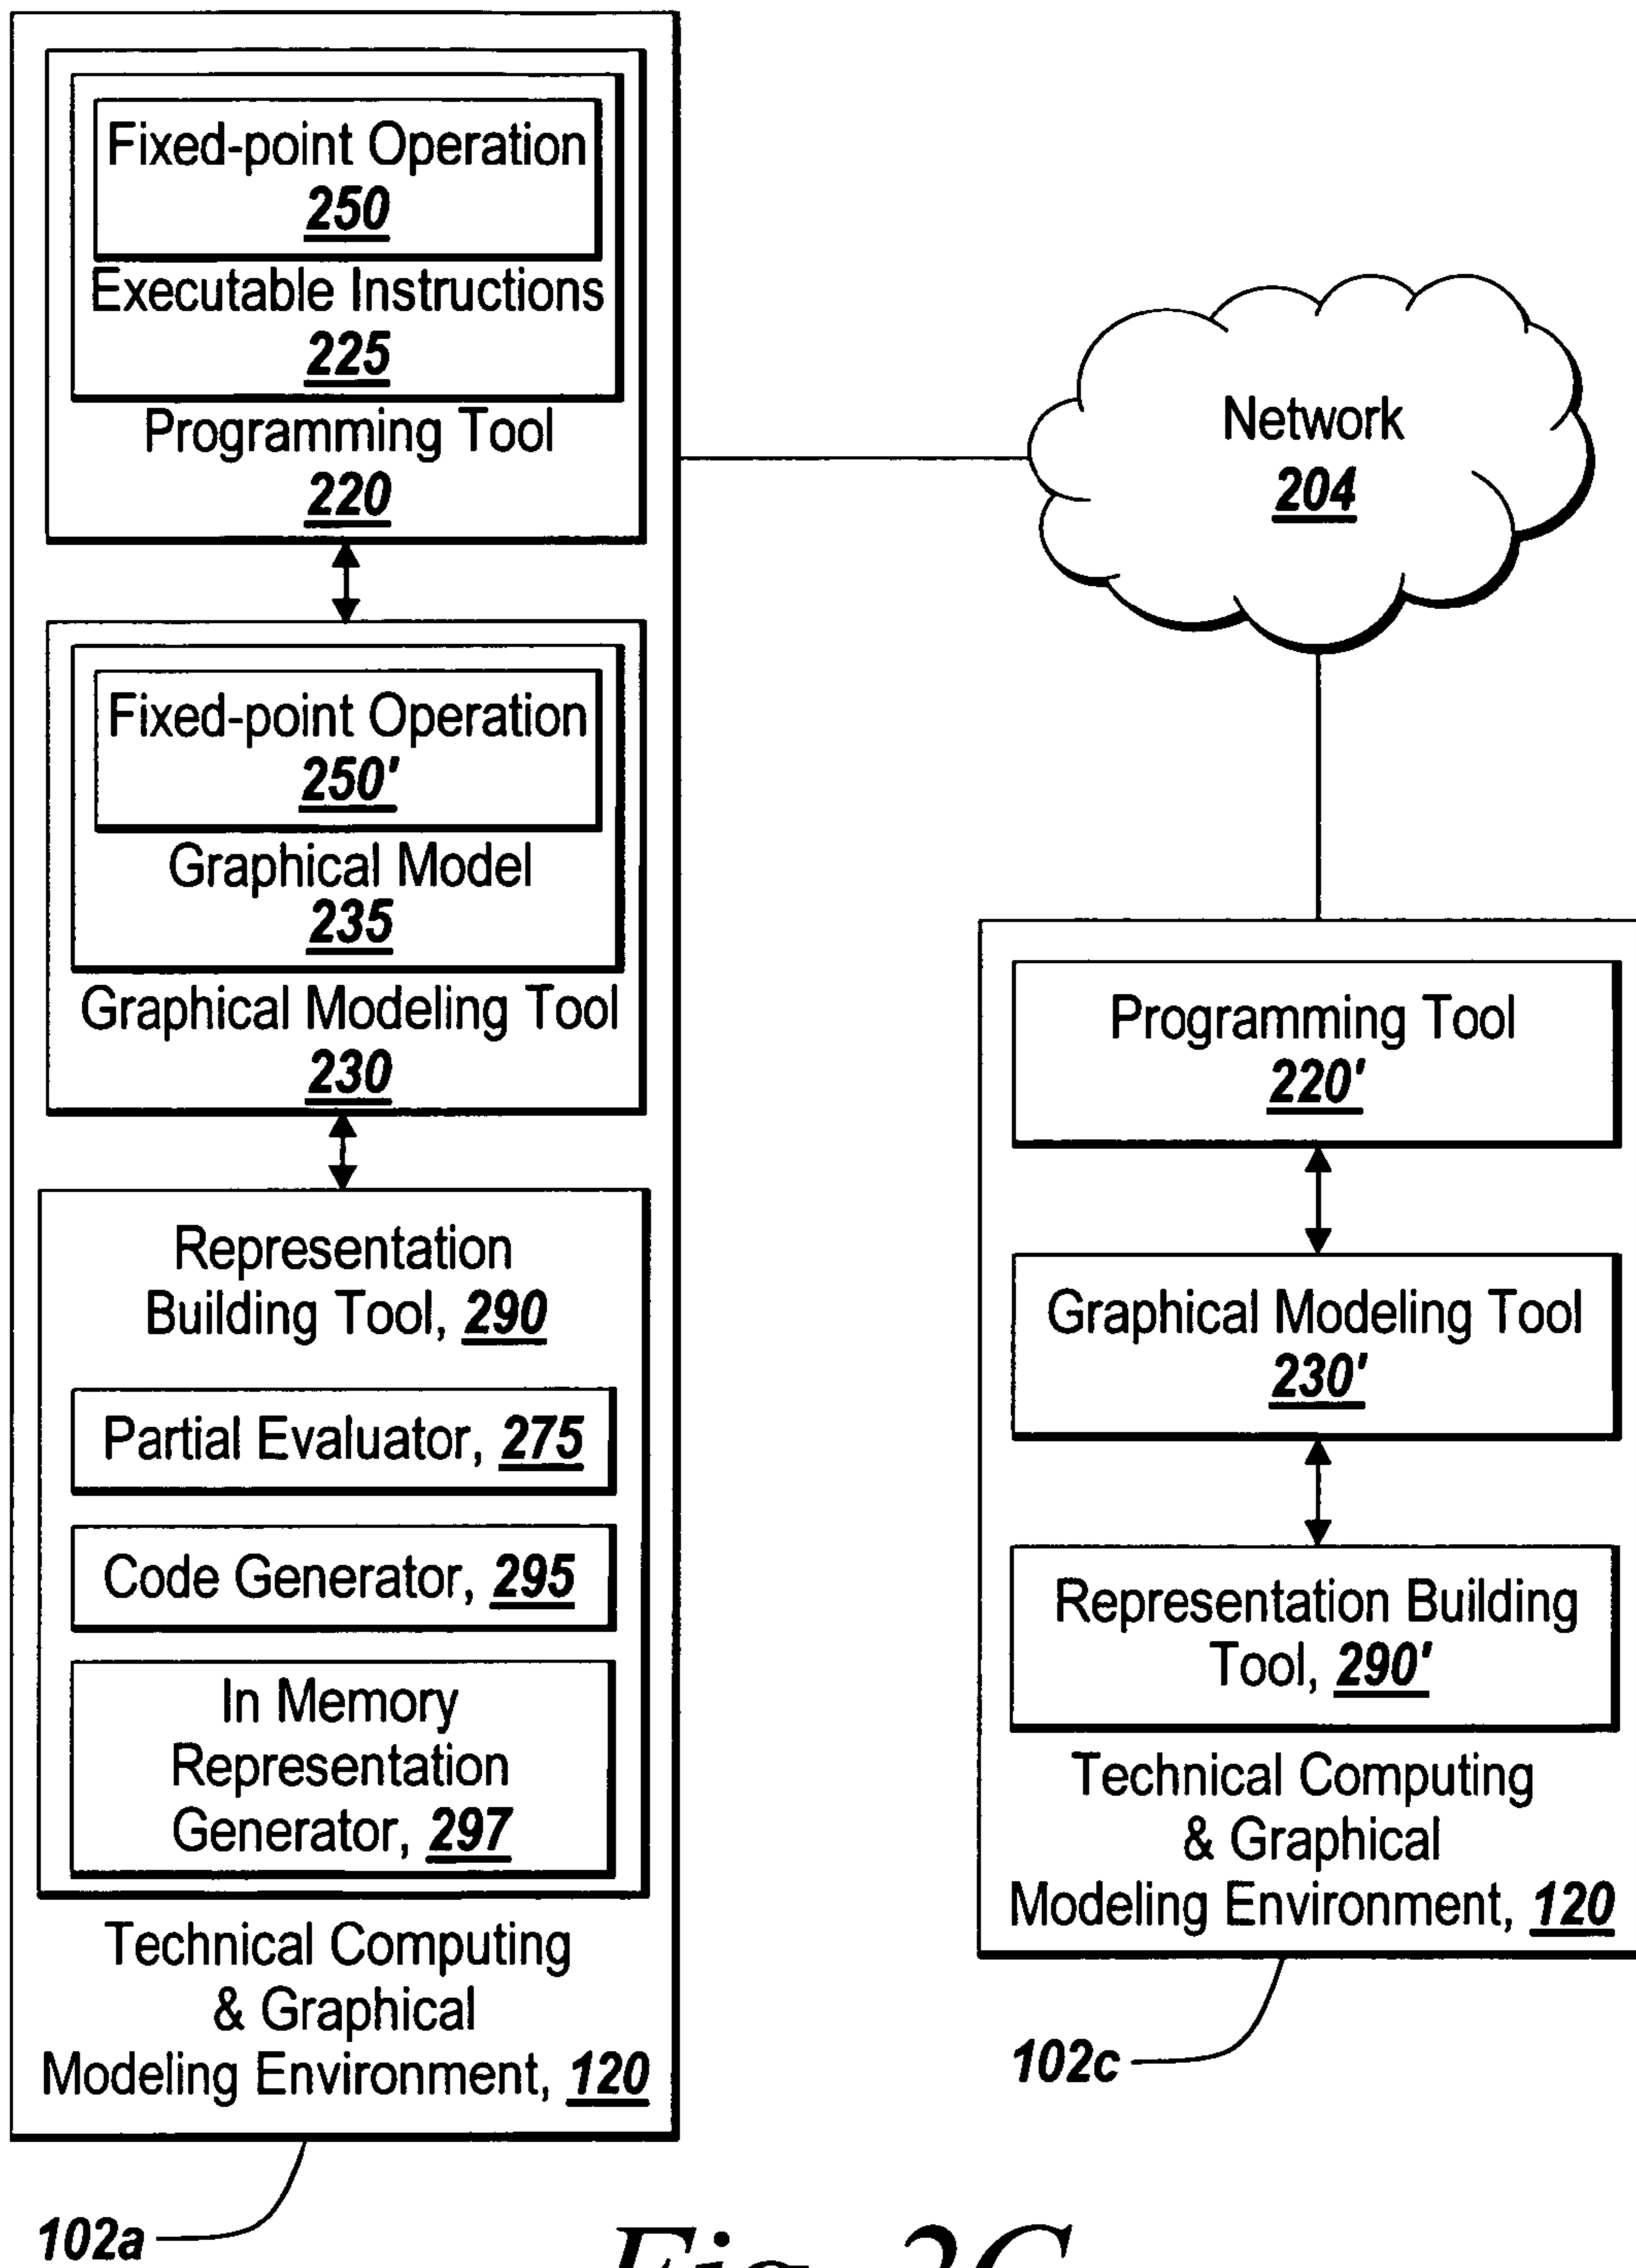 Fixed-point Operation
250
Executable Instructions
225
Programming Tool
220
Fixed-point Operation
250'
Graphical Model
235
Graphical Modeling Tool
230
Representation
Building Tool, 290
Partial Evaluator, 275
Code Generator, 295
In Memory
Representation
Generator, 297
Technical Computing
& Graphical
Modeling Environment, 120
102a
Network
204
Programming Tool
220'
Graphical Modeling Tool
230'
Representation Building
Tool, 290'
Technical Computing
& Graphical
Modeling Environment, 120
102c
Fig. 2C